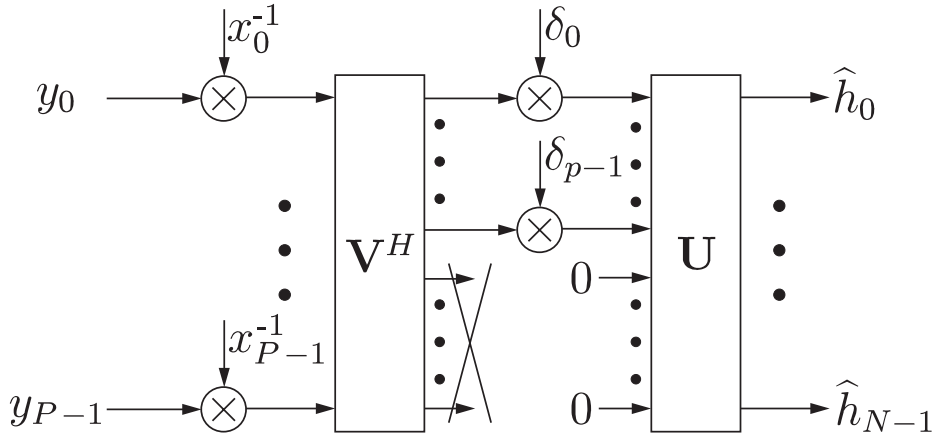 x_0^{-1}
δ_0
y_0
ĥ_0
δ_{p-1}
V^H
U
0
x_{P-1}^{-1}
y_{P-1}
0
ĥ_{N-1}